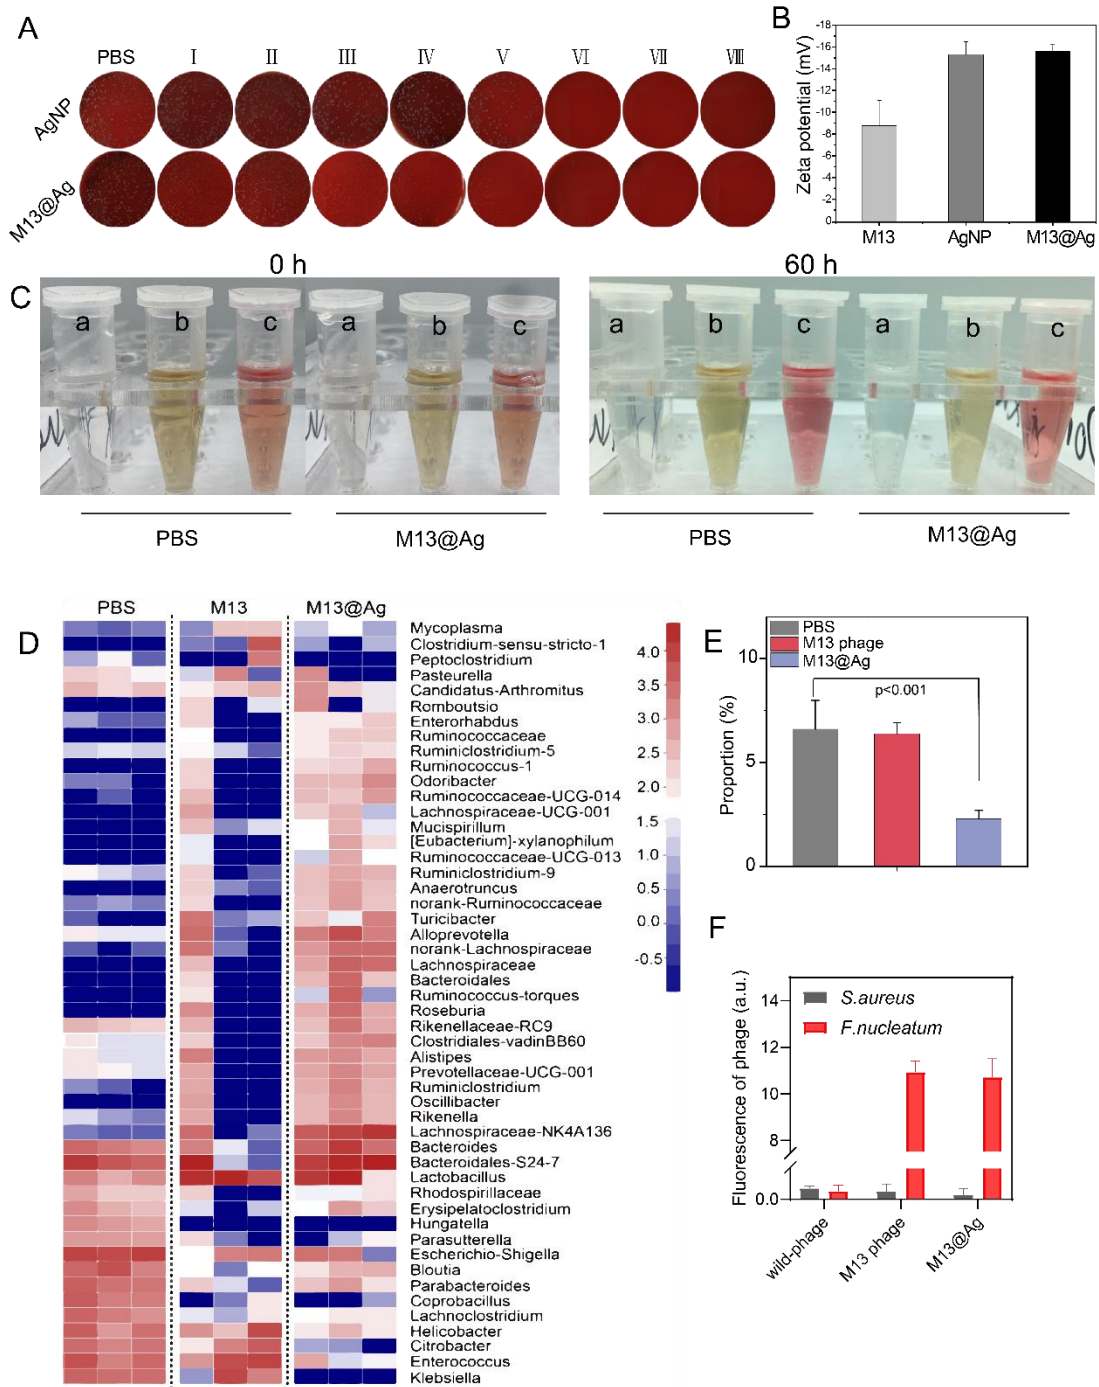 A
PBS I II III IV V VI VII VIII
AgNP
M13@Ag
B
Zeta potential (mV)
-18
-16
-14
-12
-10
-8
-6
-4
-2
0
M13 AgNP M13@Ag
C
0 h 60 h
a b c a b c a b c a b c
PBS M13@Ag PBS M13@Ag
D
PBS M13 M13@Ag
Mycoplasma
Clostridium-sensu-stricto-1
Peptoclostridium
Pasteurella
Candidatus-Arthromitus
Romboutsio
Enterorhabdus
Ruminococcaceae
Ruminiclostridium-5
Ruminococcus-1
Odoribacter
Ruminococcaceae-UCG-014
Lachnospiraceae-UCG-001
Mucispirillum
[Eubacterium]-xylanophilum
Ruminococcaceae-UCG-013
Ruminiclostridium-9
Anaerotruncus
norank-Ruminococcaceae
Turicibacter
Alloprevotella
norank-Lachnospiraceae
Lachnospiraceae
Bacteroidales
Ruminococcus-torques
Roseburia
Rikenellaceae-RC9
Clostridiales-vadinBB60
Alistipes
Prevotellaceae-UCG-001
Ruminiclostridium
Oscillibacter
Rikenella
Lachnospiraceae-NK4A136
Bacteroides
Bacteroidales-S24-7
Lactobacillus
Rhodospirillaceae
Erysipelatoclostridium
Hungatella
Parasutterella
Escherichio-Shigella
Bloutia
Parabacteroides
Coprobacillus
Lachnoclostridium
Helicobacter
Citrobacter
Enterococcus
Klebsiella
4.0
3.5
3.0
2.5
2.0
1.5
1.0
0.5
0.0
-0.5
E
PBS
M13 phage
M13@Ag
p<0.001
Proportion (%)
10
5
0
F
S.aureus
F.nucleatum
Fluorescence of phage (a.u.)
14
12
10
8
0.0
wild-phage M13 phage M13@Ag